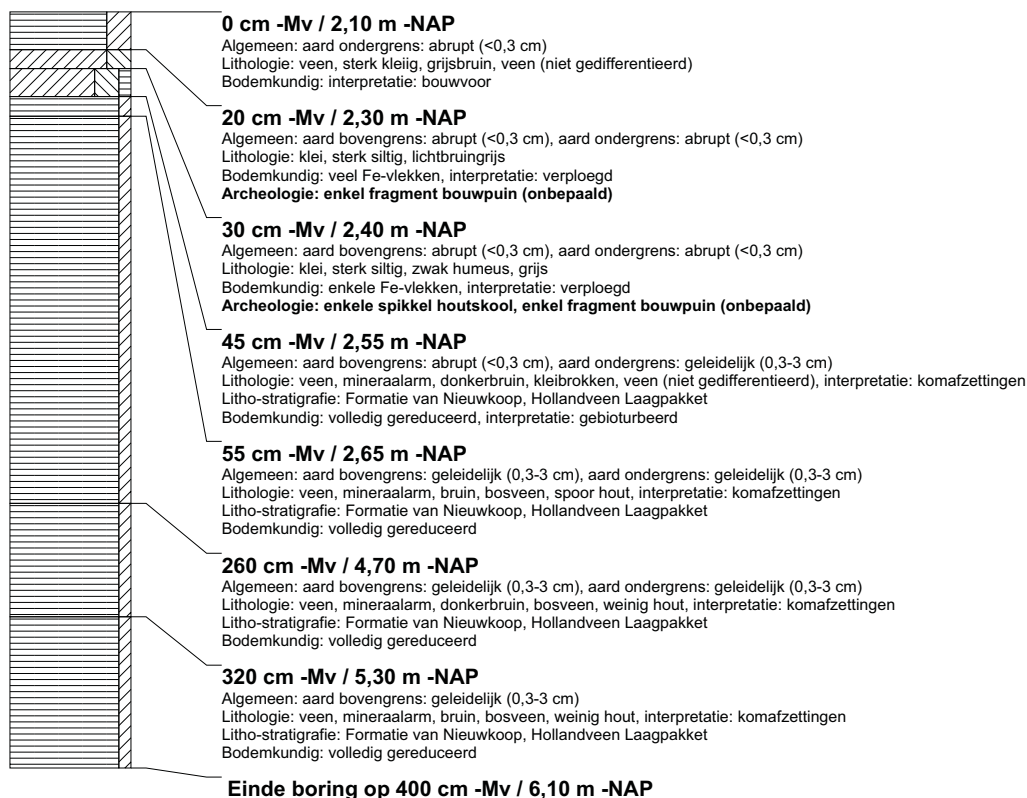 0 cm -Mv / 2,10 m -NAP
Algemeen: aard ondergrens: abrupt (<0,3 cm)
Lithologie: veen, sterk kleiig, grijsbruin, veen (niet gedifferentieerd)
Bodemkundig: interpretatie: bouwvoor
20 cm -Mv / 2,30 m -NAP
Algemeen: aard bovengrens: abrupt (<0,3 cm), aard ondergrens: abrupt (<0,3 cm)
Lithologie: klei, sterk siltig, lichtbruingrijs
Bodemkundig: veel Fe-vlekken, interpretatie: verploegd
Archeologie: enkel fragment bouwpuin (onbepaald)
30 cm -Mv / 2,40 m -NAP
Algemeen: aard bovengrens: abrupt (<0,3 cm), aard ondergrens: abrupt (<0,3 cm)
Lithologie: klei, sterk siltig, zwak humeus, grijs
Bodemkundig: enkele Fe-vlekken, interpretatie: verploegd
Archeologie: enkele spikkel houtskool, enkel fragment bouwpuin (onbepaald)
45 cm -Mv / 2,55 m -NAP
Algemeen: aard bovengrens: abrupt (<0,3 cm), aard ondergrens: geleidelijk (0,3-3 cm)
Lithologie: veen, mineraalarm, donkerbruin, kleibrokken, veen (niet gedifferentieerd), interpretatie: komafzettingen
Litho-stratigrafie: Formatie van Nieuwkoop, Hollandveen Laagpakket
Bodemkundig: volledig gereduceerd, interpretatie: gebioturbeerd
55 cm -Mv / 2,65 m -NAP
Algemeen: aard bovengrens: geleidelijk (0,3-3 cm), aard ondergrens: geleidelijk (0,3-3 cm)
Lithologie: veen, mineraalarm, bruin, bosveen, spoor hout, interpretatie: komafzettingen
Litho-stratigrafie: Formatie van Nieuwkoop, Hollandveen Laagpakket
Bodemkundig: volledig gereduceerd
260 cm -Mv / 4,70 m -NAP
Algemeen: aard bovengrens: geleidelijk (0,3-3 cm), aard ondergrens: geleidelijk (0,3-3 cm)
Lithologie: veen, mineraalarm, donkerbruin, bosveen, weinig hout, interpretatie: komafzettingen
Litho-stratigrafie: Formatie van Nieuwkoop, Hollandveen Laagpakket
Bodemkundig: volledig gereduceerd
320 cm -Mv / 5,30 m -NAP
Algemeen: aard bovengrens: geleidelijk (0,3-3 cm)
Lithologie: veen, mineraalarm, bruin, bosveen, weinig hout, interpretatie: komafzettingen
Litho-stratigrafie: Formatie van Nieuwkoop, Hollandveen Laagpakket
Bodemkundig: volledig gereduceerd
Einde boring op 400 cm -Mv / 6,10 m -NAP